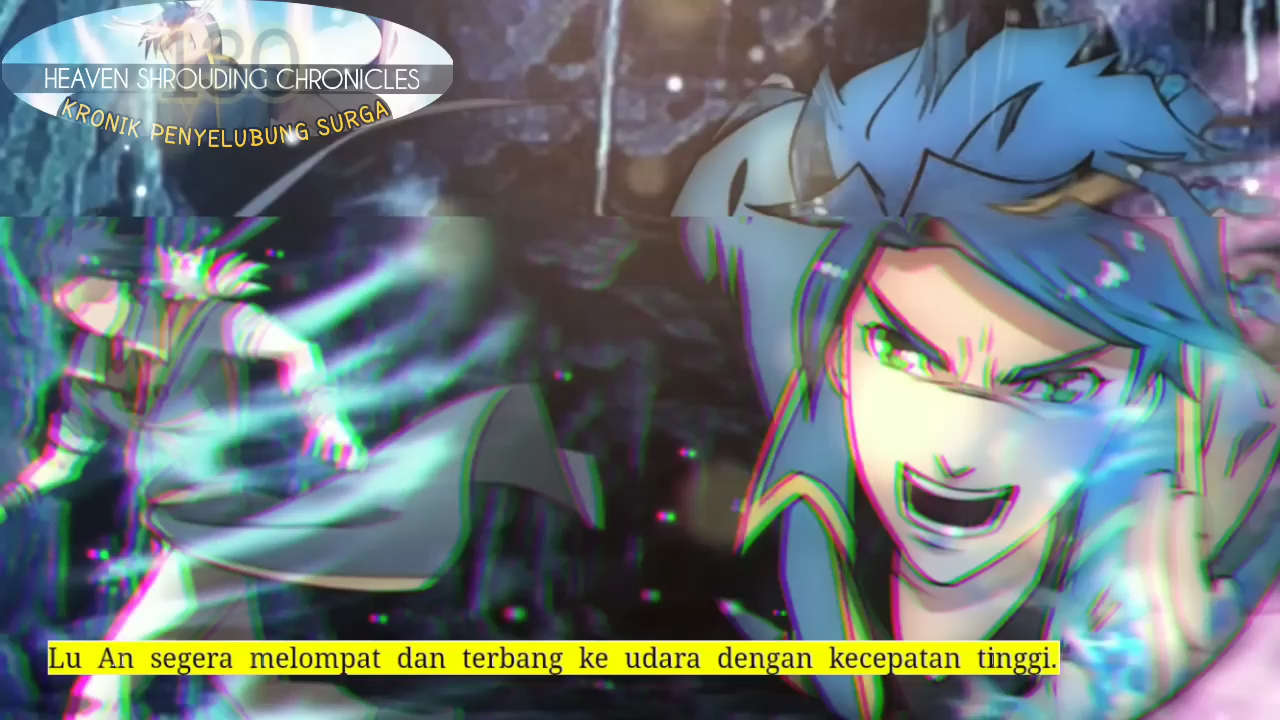 HEAVEN SHROUDING CHRONICLES
KRONIK PENYELUBUNG SURGA
Lu An segera melompat dan terbang ke udara dengan kecepatan tinggi.